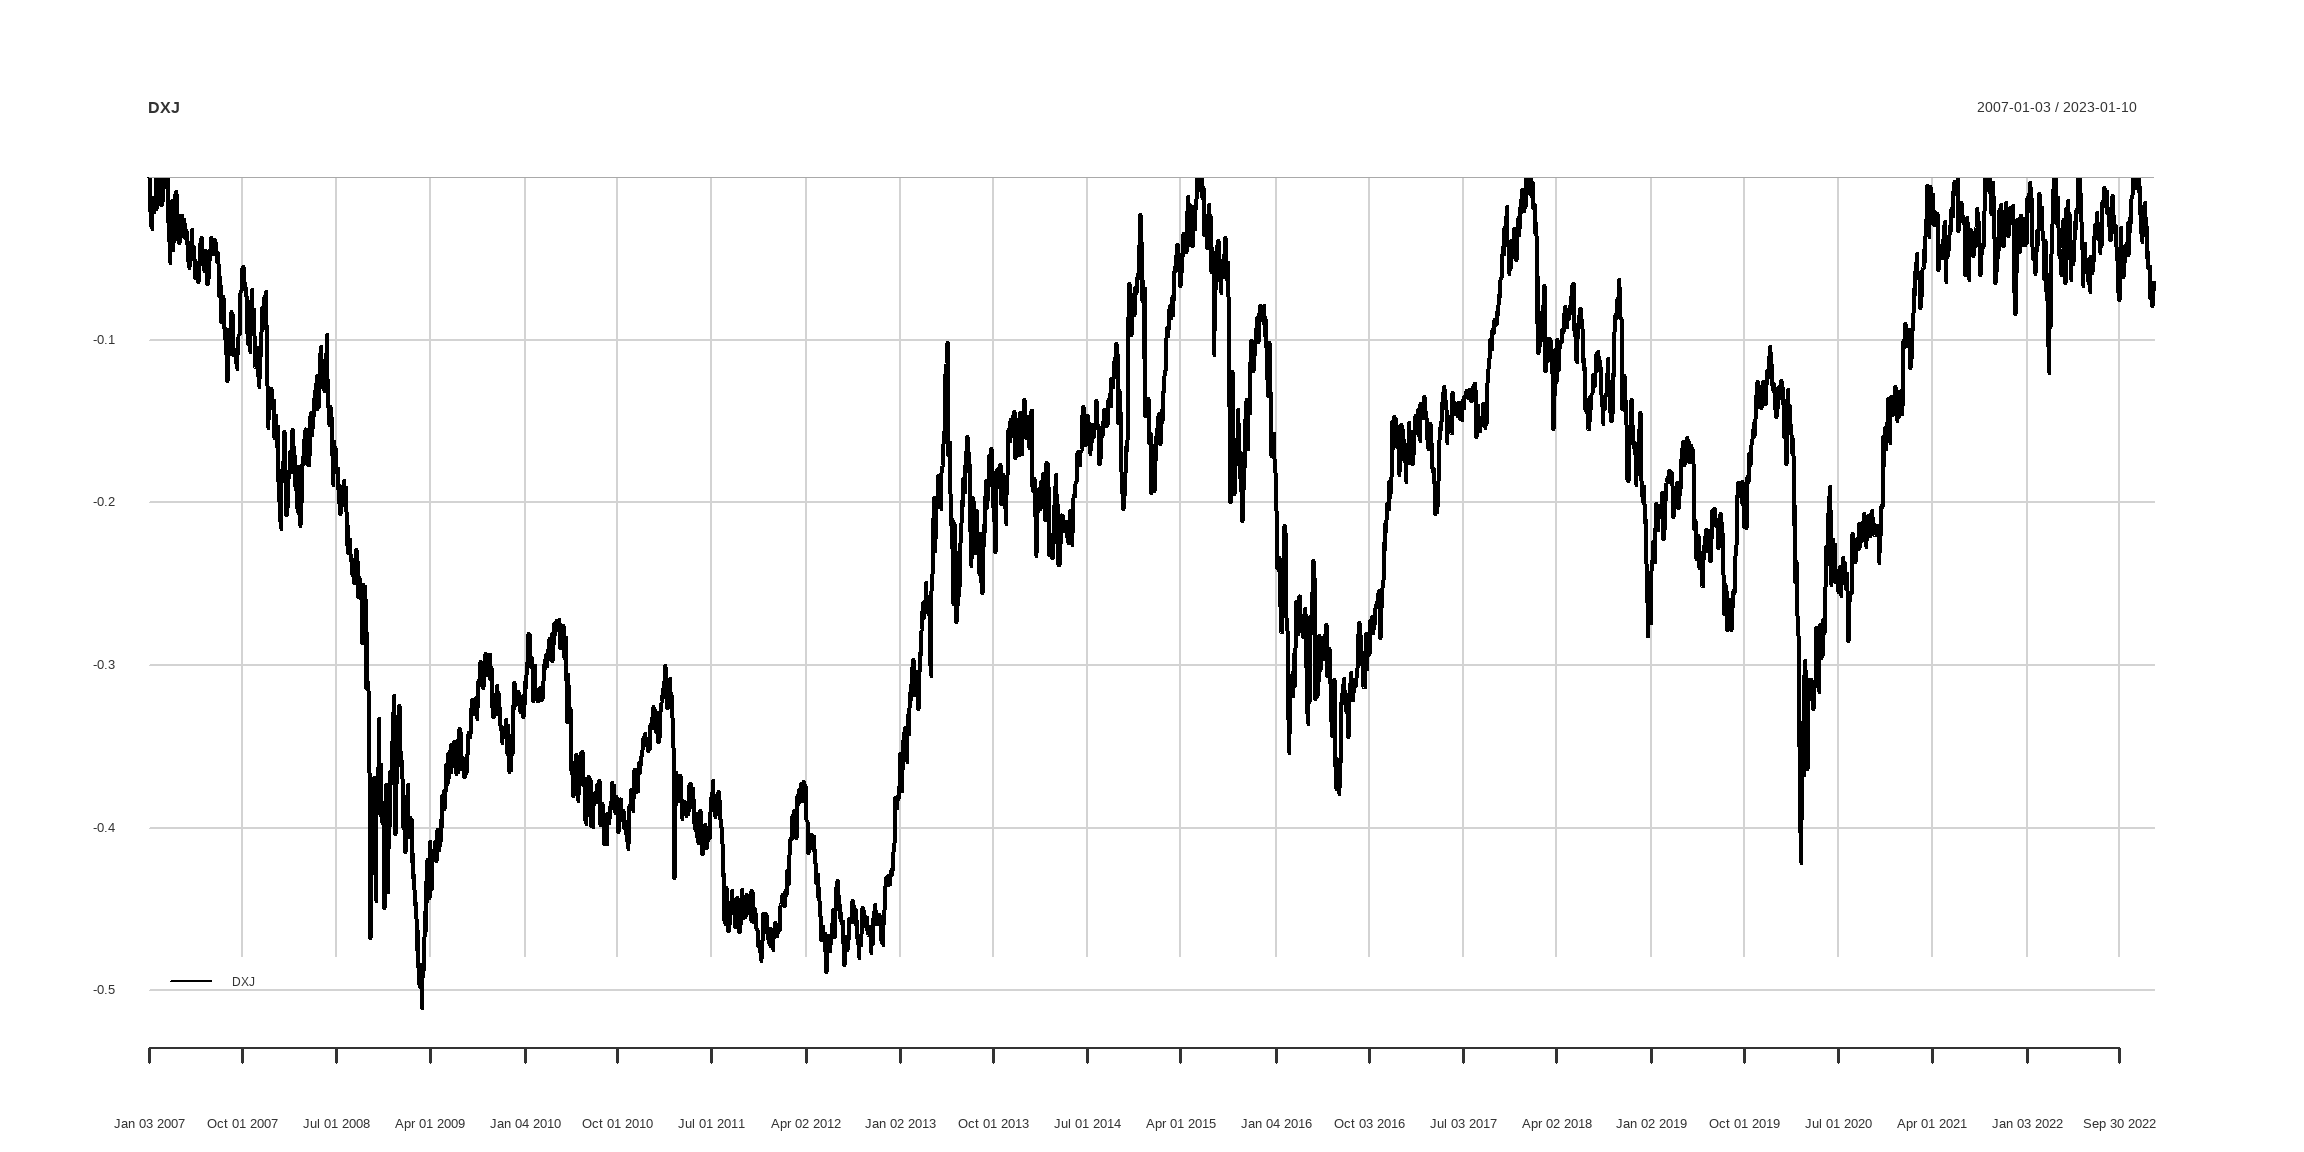 DXJ
2007-01-03 / 2023-01-10
-0.1
-0.2
-0.3
-0.4
-0.5
DXJ
Jan 03 2007 Oct 01 2007 Jul 01 2008 Apr 01 2009 Jan 04 2010 Oct 01 2010 Jul 01 2011 Apr 02 2012 Jan 02 2013 Oct 01 2013 Jul 01 2014 Apr 01 2015 Jan 04 2016 Oct 03 2016 Jul 03 2017 Apr 02 2018 Jan 02 2019 Oct 01 2019 Jul 01 2020 Apr 01 2021 Jan 03 2022 Sep 30 2022